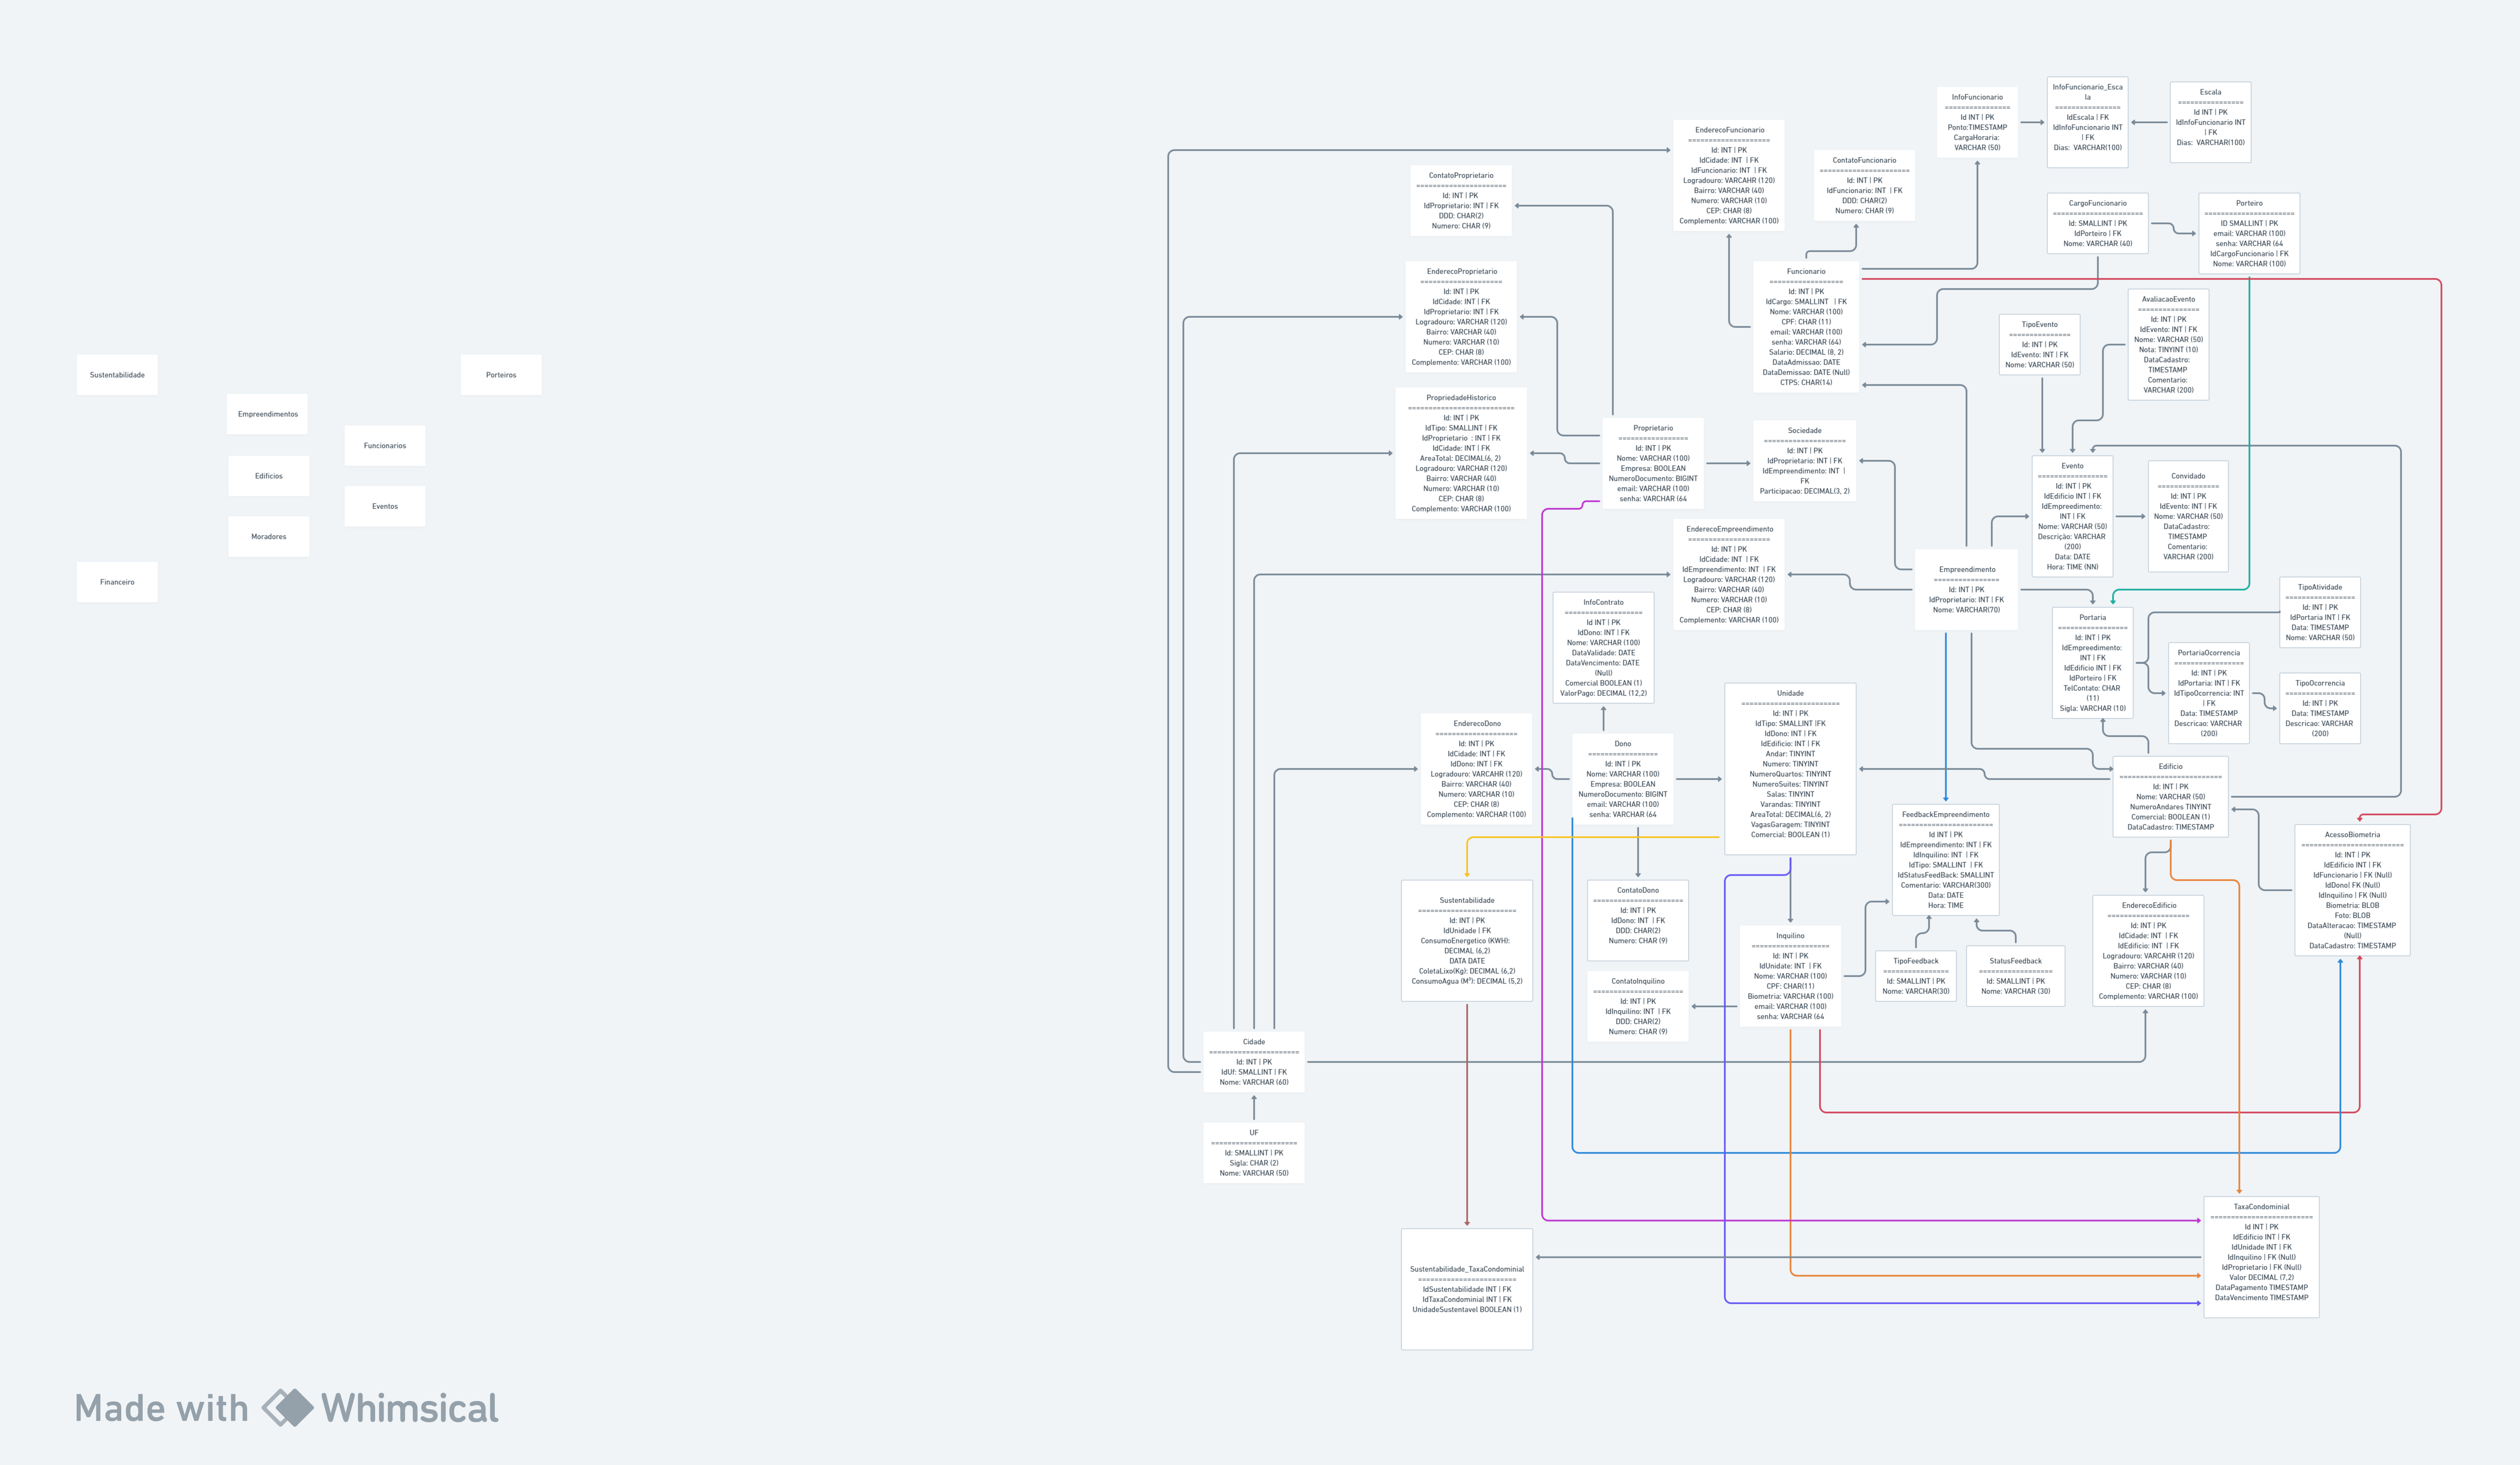 Sustentabilidade
Porteiros
Empreendimentos
Funcionarios
Edificios
Eventos
Moradores
Financeiro
InfoFuncionario
================
Id INT | PK
Ponto:TIMESTAMP
CargaHoraria:
VARCHAR (50)
InfoFuncionario_Esca
la
================
IdEscala | FK
IdInfoFuncionario INT
| FK
Dias:  VARCHAR(100)
Escala
================
Id INT | PK
IdInfoFuncionario INT
| FK
Dias:  VARCHAR(100)
EnderecoFuncionario
====================
Id: INT | PK
IdCidade: INT  | FK
IdFuncionario: INT  | FK
Logradouro: VARCAHR (120)
Bairro: VARCHAR (40)
Numero: VARCHAR (10)
CEP: CHAR (8)
Complemento: VARCHAR (100)
ContatoFuncionario
======================
Id: INT | PK
IdFuncionario: INT  | FK
DDD: CHAR(2)
Numero: CHAR (9)
ContatoProprietario
======================
Id: INT | PK
IdProprietario: INT | FK
DDD: CHAR(2)
Numero: CHAR (9)
CargoFuncionario
======================
Id: SMALLINT | PK
IdPorteiro | FK
Nome: VARCHAR (40)
Porteiro
======================
ID SMALLINT | PK
email: VARCHAR (100)
senha: VARCHAR (64
IdCargoFuncionario | FK
Nome: VARCHAR (100)
EnderecoProprietario
====================
Id: INT | PK
IdCidade: INT | FK
IdProprietario: INT | FK
Logradouro: VARCHAR (120)
Bairro: VARCHAR (40)
Numero: VARCHAR (10)
CEP: CHAR (8)
Complemento: VARCHAR (100)
Funcionario
==================
Id: INT | PK
IdCargo: SMALLINT   | FK
Nome: VARCHAR (100)
CPF: CHAR (11)
email: VARCHAR (100)
senha: VARCHAR (64)
Salario: DECIMAL (8, 2)
DataAdmissao: DATE
DataDemissao: DATE (Null)
CTPS: CHAR(14)
TipoEvento
===============
Id: INT | PK
IdEvento: INT | FK
Nome: VARCHAR (50)
AvaliacaoEvento
===============
Id: INT | PK
IdEvento: INT | FK
Nome: VARCHAR (50)
Nota: TINYINT (10)
DataCadastro:
TIMESTAMP
Comentario:
VARCHAR (200)
PropriedadeHistorico
==========================
Id: INT | PK
IdTipo: SMALLINT | FK
IdProprietario  : INT | FK
IdCidade: INT | FK
AreaTotal: DECIMAL(6, 2)
Logradouro: VARCHAR (120)
Bairro: VARCHAR (40)
Numero: VARCHAR (10)
CEP: CHAR (8)
Complemento: VARCHAR (100)
Proprietario
=================
Id: INT | PK
Nome: VARCHAR (100)
Empresa: BOOLEAN
NumeroDocumento: BIGINT
email: VARCHAR (100)
senha: VARCHAR (64
Sociedade
====================
Id: INT | PK
IdProprietario: INT | FK
IdEmpreendimento: INT  |
FK
Participacao: DECIMAL(3, 2)
Evento
=================
Id: INT | PK
IdEdificio INT | FK
IdEmpreedimento:
INT | FK
Nome: VARCHAR (50)
Descrição: VARCHAR
(200)
Data: DATE
Hora: TIME (NN)
Convidado
===============
Id: INT | PK
IdEvento: INT | FK
Nome: VARCHAR (50)
DataCadastro:
TIMESTAMP
Comentario:
VARCHAR (200)
EnderecoEmpreendimento
====================
Id: INT | PK
IdCidade: INT  | FK
IdEmpreendimento: INT  | FK
Logradouro: VARCHAR (120)
Bairro: VARCHAR (40)
Numero: VARCHAR (10)
CEP: CHAR (8)
Complemento: VARCHAR (100)
Empreendimento
================
Id: INT | PK
IdProprietario: INT | FK
Nome: VARCHAR(70)
InfoContrato
===================
Id INT | PK
IdDono: INT | FK
Nome: VARCHAR (100)
DataValidade: DATE
DataVencimento: DATE
(Null)
Comercial BOOLEAN (1)
ValorPago: DECIMAL (12,2)
Portaria
=================
Id: INT | PK
IdEmpreedimento:
INT | FK
IdEdificio INT | FK
IdPorteiro | FK
TelContato: CHAR
(11)
Sigla: VARCHAR (10)
TipoAtividade
=================
Id: INT | PK
IdPortaria INT | FK
Data: TIMESTAMP
Nome: VARCHAR (50)
PortariaOcorrencia
=================
Id: INT | PK
IdPortaria: INT | FK
IdTipoOcorrencia: INT
| FK
Data: TIMESTAMP
Descricao: VARCHAR
(200)
TipoOcorrencia
=================
Id: INT | PK
Data: TIMESTAMP
Descricao: VARCHAR
(200)
Unidade
========================
Id: INT | PK
IdTipo: SMALLINT |FK
IdDono: INT | FK
IdEdificio: INT | FK
Andar: TINYINT
Numero: TINYINT
NumeroQuartos: TINYINT
NumeroSuites: TINYINT
Salas: TINYINT
Varandas: TINYINT
AreaTotal: DECIMAL(6, 2)
VagasGaragem: TINYINT
Comercial: BOOLEAN (1)
EnderecoDono
====================
Id: INT | PK
IdCidade: INT | FK
IdDono: INT | FK
Logradouro: VARCAHR (120)
Bairro: VARCHAR (40)
Numero: VARCHAR (10)
CEP: CHAR (8)
Complemento: VARCHAR (100)
Dono
=================
Id: INT | PK
Nome: VARCHAR (100)
Empresa: BOOLEAN
NumeroDocumento: BIGINT
email: VARCHAR (100)
senha: VARCHAR (64
Edificio
=========================
Id: INT | PK
Nome: VARCHAR (50)
NumeroAndares TINYINT
Comercial: BOOLEAN (1)
DataCadastro: TIMESTAMP
FeedbackEmpreendimento
=======================
Id INT | PK
IdEmpreendimento: INT | FK
IdInquilino: INT  | FK
IdTipo: SMALLINT  | FK
IdStatusFeedBack: SMALLINT
Comentario: VARCHAR(300)
Data: DATE
Hora: TIME
AcessoBiometria
=========================
Id: INT | PK
IdEdificio INT | FK
IdFuncionario | FK (Null)
IdDono| FK (Null)
IdInquilino | FK (Null)
Biometria: BLOB
Foto: BLOB
DataAlteracao: TIMESTAMP
(Null)
DataCadastro: TIMESTAMP
Sustentabilidade
========================
Id: INT | PK
IdUnidade | FK
ConsumoEnergetico (KWH):
DECIMAL (6,2)
DATA DATE
ColetaLixo(Kg): DECIMAL (6,2)
ConsumoAgua (M³): DECIMAL (5,2)
ContatoDono
======================
Id: INT | PK
IdDono: INT  | FK
DDD: CHAR(2)
Numero: CHAR (9)
EnderecoEdificio
====================
Id: INT | PK
IdCidade: INT  | FK
IdEdificio: INT  | FK
Logradouro: VARCAHR (120)
Bairro: VARCHAR (40)
Numero: VARCHAR (10)
CEP: CHAR (8)
Complemento: VARCHAR (100)
Inquilino
===================
Id: INT | PK
IdUnidate: INT  | FK
Nome: VARCHAR (100)
CPF: CHAR(11)
Biometria: VARCHAR (100)
email: VARCHAR (100)
senha: VARCHAR (64
TipoFeedback
================
Id: SMALLINT | PK
Nome: VARCHAR(30)
StatusFeedback
==================
Id: SMALLINT | PK
Nome: VARCHAR (30)
ContatoInquilino
======================
Id: INT | PK
IdInquilino: INT  | FK
DDD: CHAR(2)
Numero: CHAR (9)
Cidade
======================
Id: INT | PK
IdUf: SMALLINT | FK
Nome: VARCHAR (60)
UF
=====================
Id: SMALLINT | PK
Sigla: CHAR (2)
Nome: VARCHAR (50)
TaxaCondominial
=========================
Id INT | PK
IdEdificio INT | FK
IdUnidade INT | FK
IdInquilino | FK (Null)
IdProprietario | FK (Null)
Valor DECIMAL (7,2)
DataPagamento TIMESTAMP
DataVencimento TIMESTAMP
Sustentabilidade_TaxaCondominial
========================
IdSustentabilidade INT | FK
IdTaxaCondominial INT | FK
UnidadeSustentavel BOOLEAN (1)
Made with Whimsical